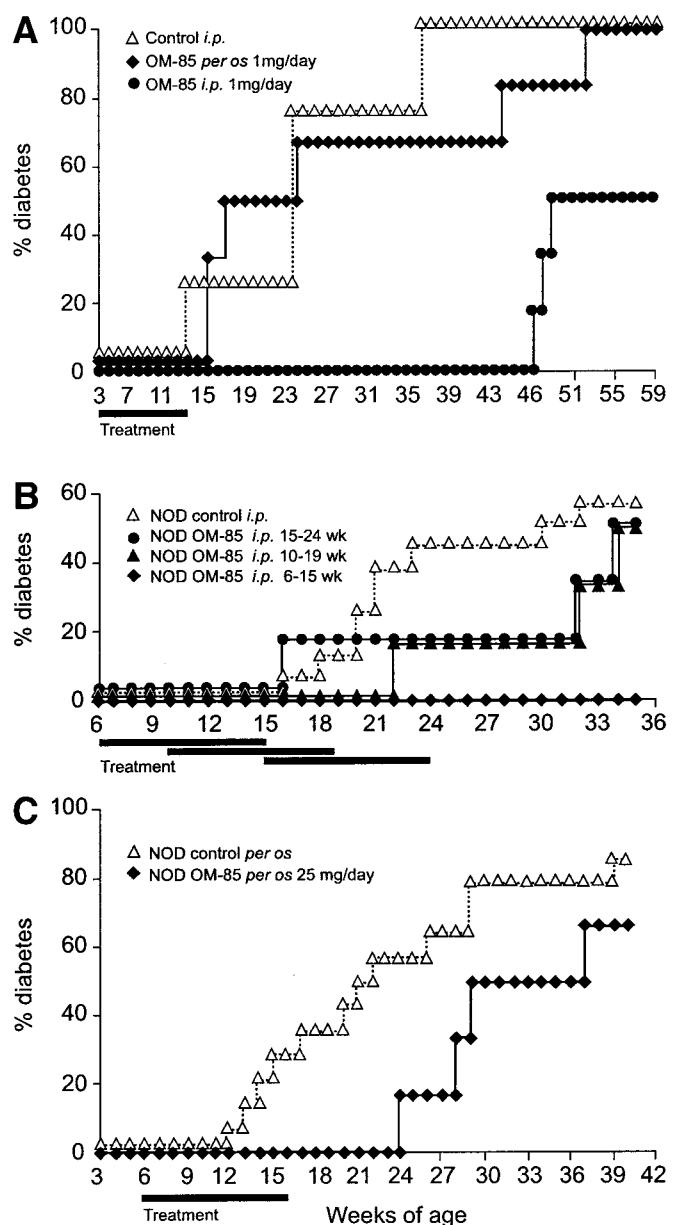 A
100
80
60
40
20
0
% diabetes
Control i.p.
OM-85 per os 1mg/day
OM-85 i.p. 1mg/day
3 7 11 15 19 23 27 31 35 39 43 47 51 55 59
Treatment
B
60
40
20
0
% diabetes
NOD control i.p.
NOD OM-85 i.p. 15-24 wk
NOD OM-85 i.p. 10-19 wk
NOD OM-85 i.p. 6-15 wk
6 9 12 15 18 21 24 27 30 33 36
Treatment
C
100
80
60
40
20
0
% diabetes
NOD control per os
NOD OM-85 per os 25 mg/day
3 6 9 12 15 18 21 24 27 30 33 36 39 42
Treatment
Weeks of age